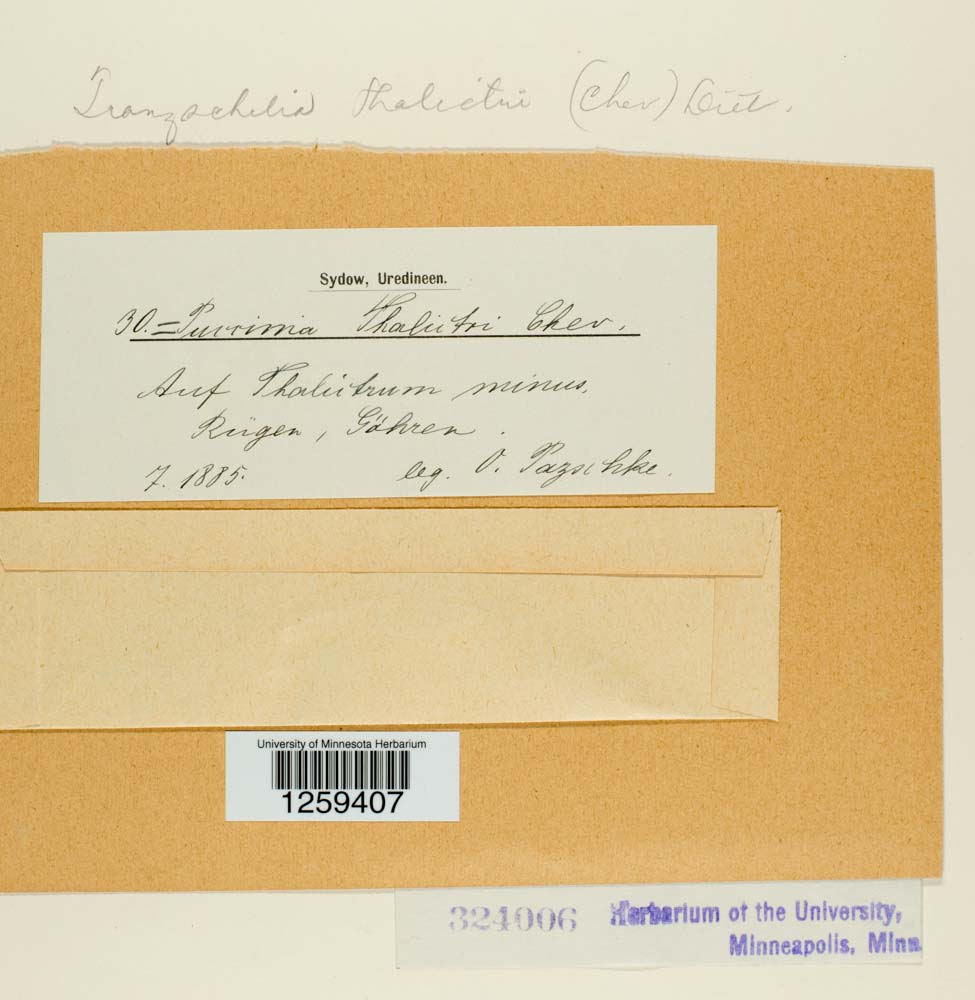 Tranzschelia thalictri (Chev) Diet.
Sydow, Uredineen.
30.= Puccinia Thalictri Chev.
Auf Thalictrum minus.
Rügen, Göhren.
7. 1885. leg. O. Pazschke.
University of Minnesota Herbarium
1259407
324006 Herbarium of the University,
Minneapolis, Minn.